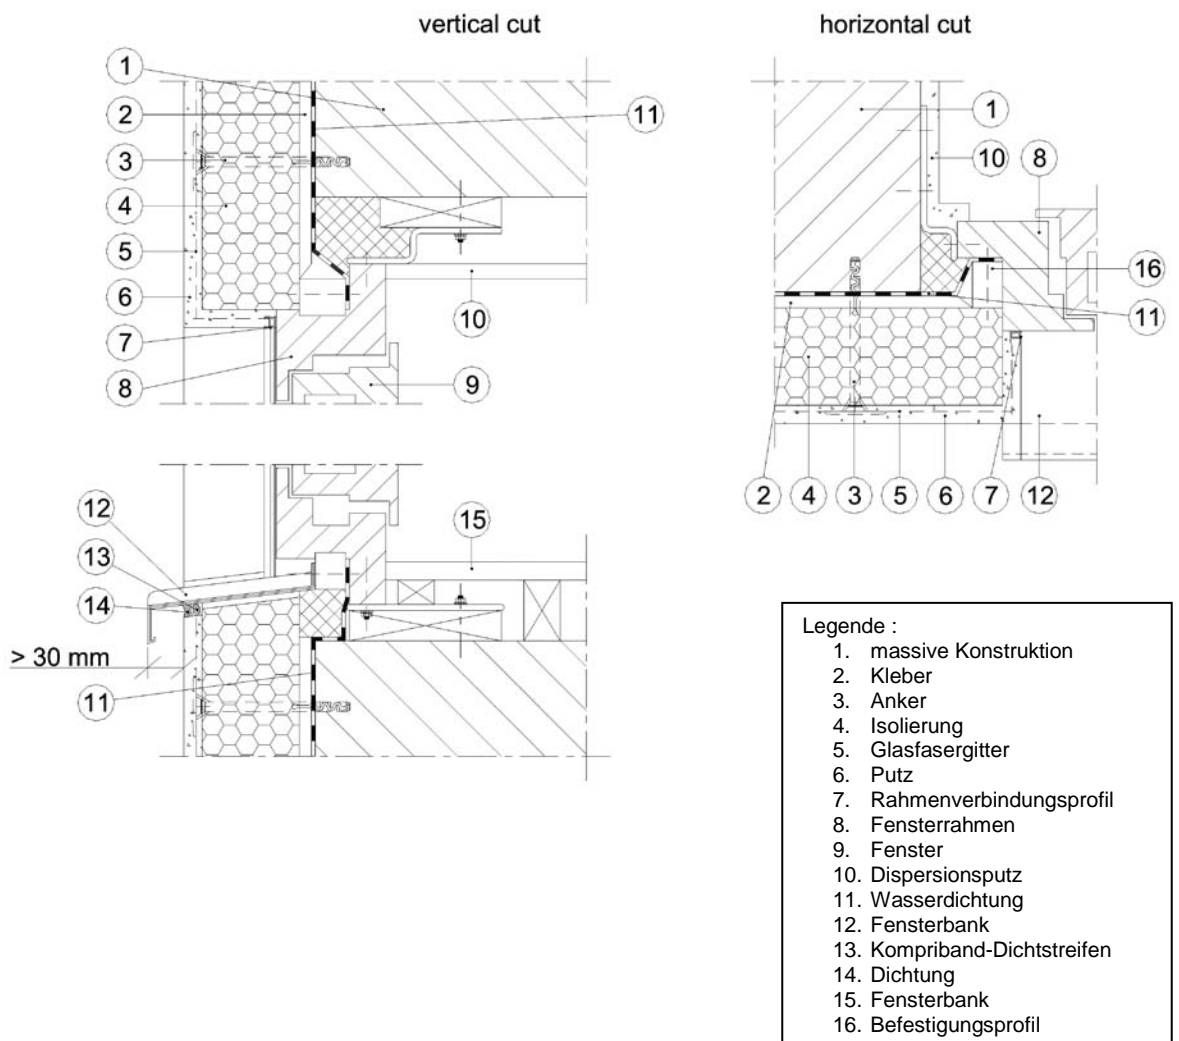 vertical cut
horizontal cut
1
2
3
4
5
6
7
8
11
10
9
1
10
8
16
11
2
4
3
5
6
7
12
12
13
14
> 30 mm
11
15
Legende :
1. massive Konstruktion
2. Kleber
3. Anker
4. Isolierung
5. Glasfasergitter
6. Putz
7. Rahmenverbindungsprofil
8. Fensterrahmen
9. Fenster
10. Dispersionsputz
11. Wasserdichtung
12. Fensterbank
13. Kompriband-Dichtstreifen
14. Dichtung
15. Fensterbank
16. Befestigungsprofil